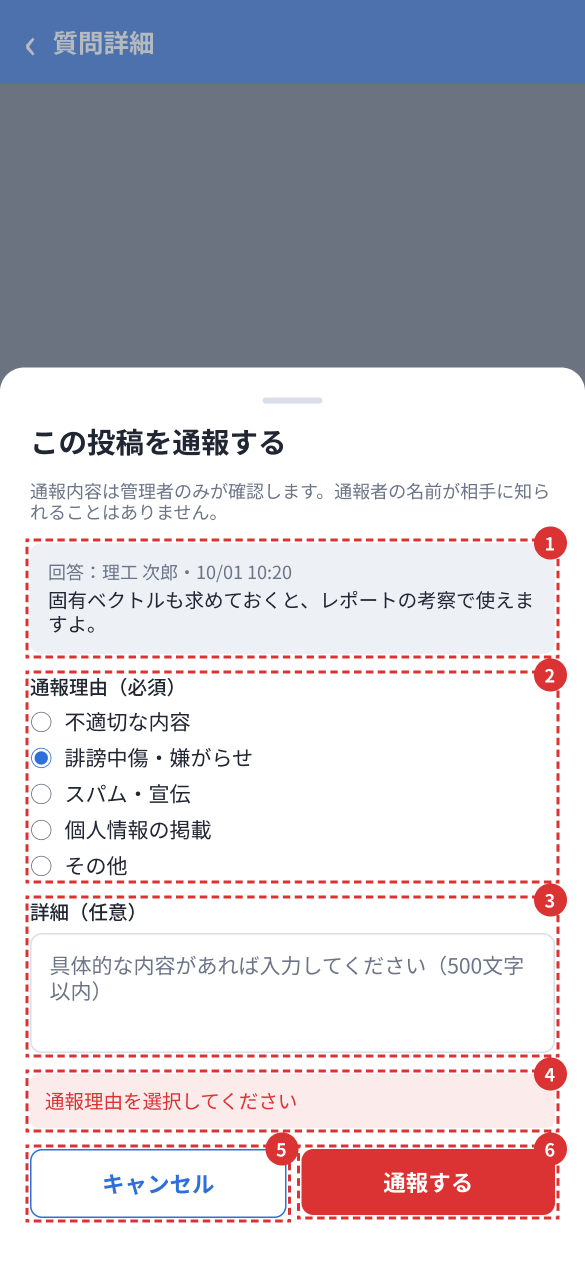 ‹ 質問詳細
この投稿を通報する
通報内容は管理者のみが確認します。通報者の名前が相手に知ら
れることはありません。
1
回答：理工 次郎・10/01 10:20
固有ベクトルも求めておくと、レポートの考察で使えま
すよ。
2
通報理由（必須）
不適切な内容
誹謗中傷・嫌がらせ
スパム・宣伝
個人情報の掲載
その他
3
詳細（任意）
具体的な内容があれば入力してください（500文字
以内）
4
通報理由を選択してください
5
キャンセル
6
通報する